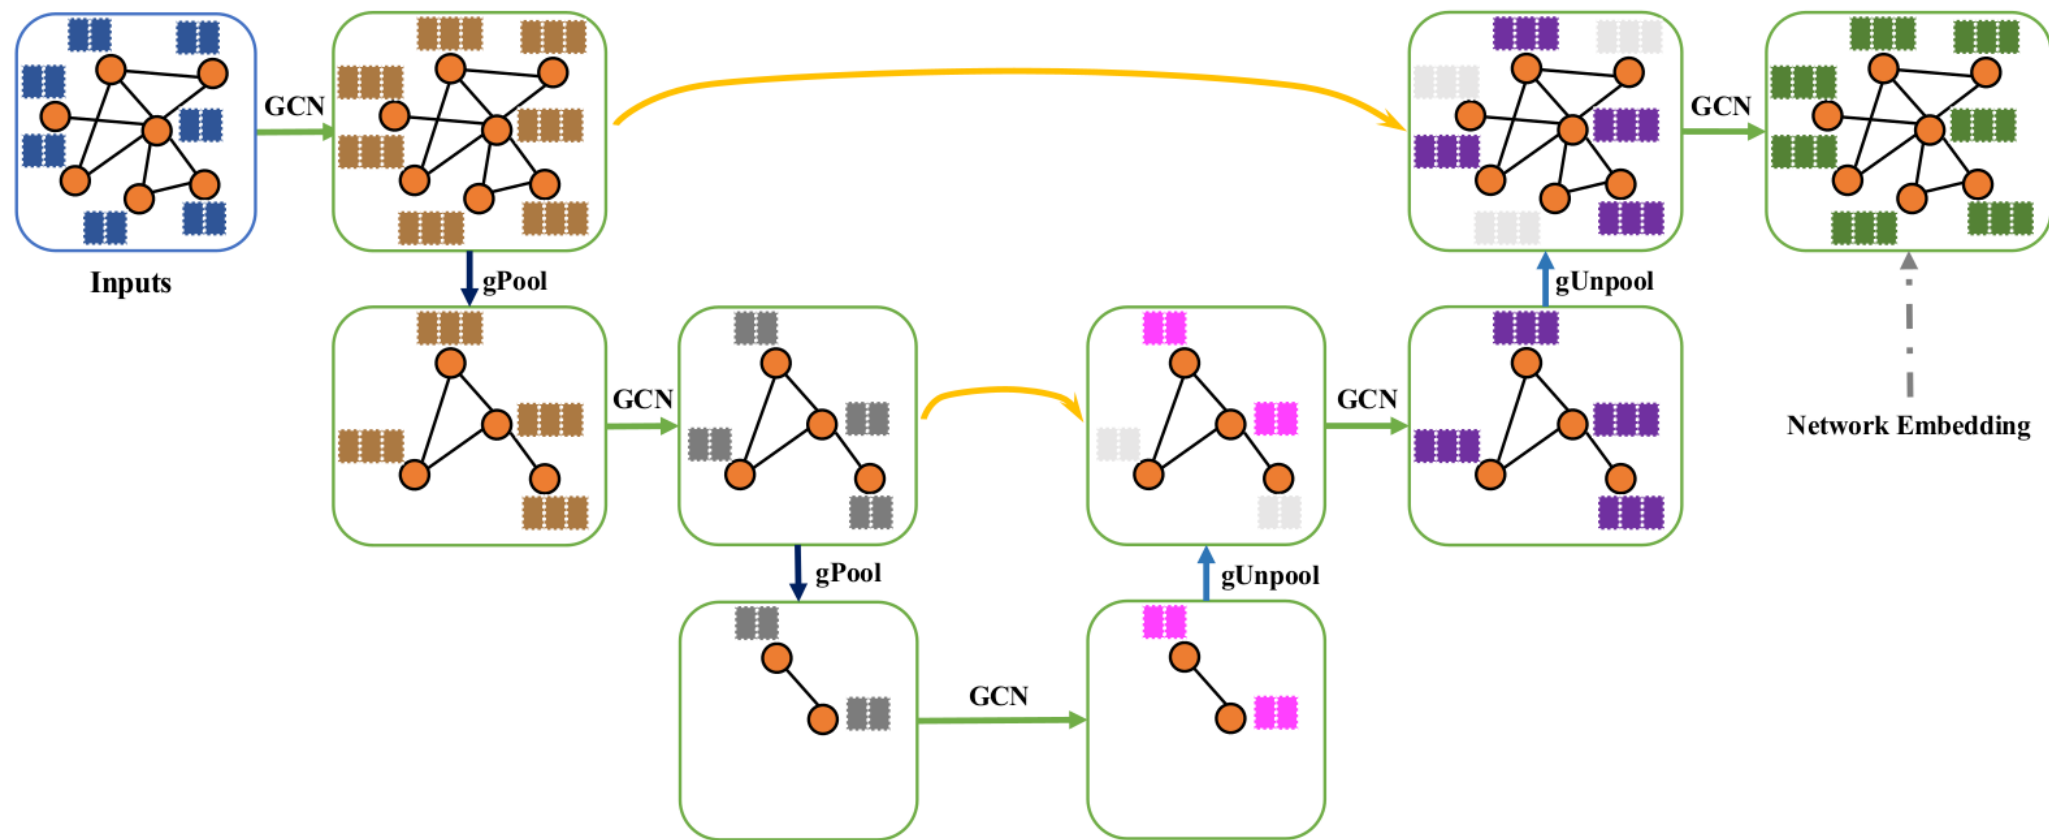 GCN
GCN
Inputs
gPool
gUnpool
GCN
GCN
Network Embedding
gPool
gUnpool
GCN